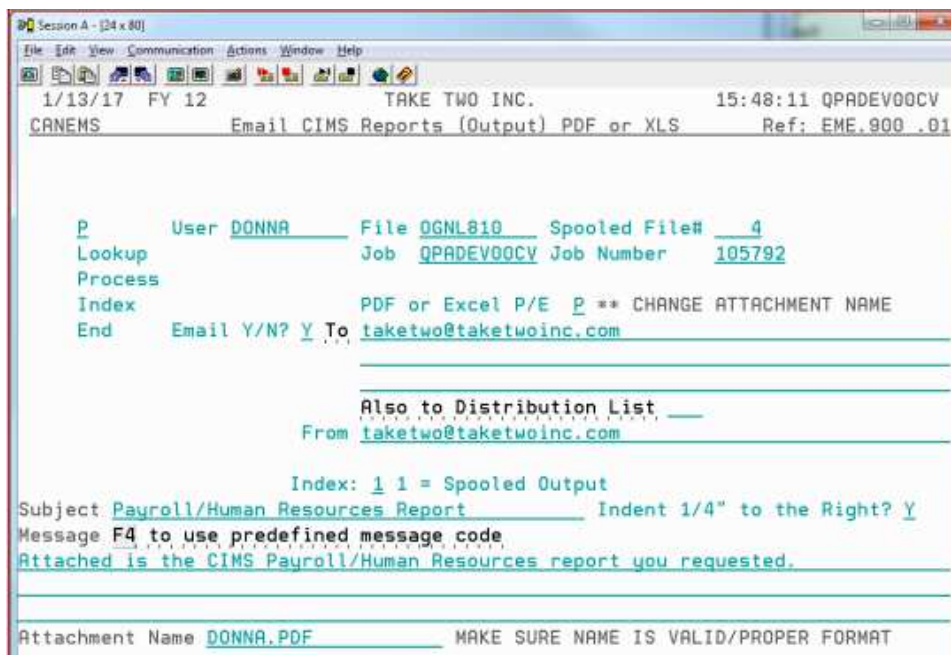 Session A - [24 x 80]
File Edit View Communication Actions Window Help
1/13/17 FY 12 TAKE TWO INC. 15:48:11 QPADEV00CV
CANEMS Email CIMS Reports (Output) PDF or XLS Ref: EME.900 .01
P User DONNA File OGNL810 Spooled File# 4
Lookup Job QPADEV00CV Job Number 105792
Process
Index PDF or Excel P/E P ** CHANGE ATTACHMENT NAME
End Email Y/N? Y To taketwo@taketwoinc.com
Also to Distribution List
From taketwo@taketwoinc.com
Index: 1 1 = Spooled Output
Subject Payroll/Human Resources Report Indent 1/4" to the Right? Y
Message F4 to use predefined message code
Attached is the CIMS Payroll/Human Resources report you requested.
Attachment Name DONNA.PDF MAKE SURE NAME IS VALID/PROPER FORMAT